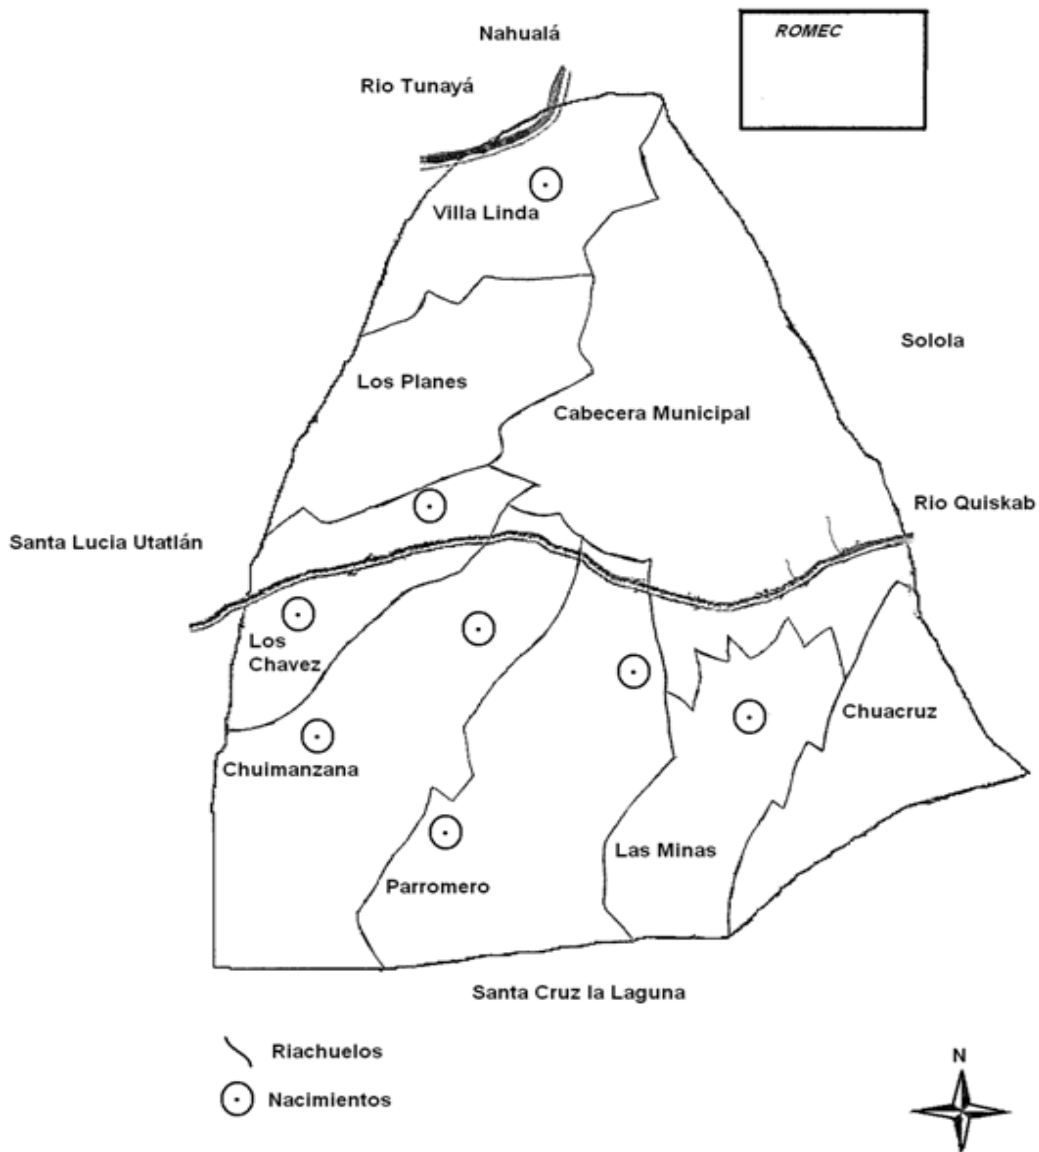 Nahualá
ROMEC
Rio Tunayá
Villa Linda
Solola
Los Planes
Cabecera Municipal
Rio Quiskab
Santa Lucia Utatlán
Los
Chavez
Chuacruz
Chuimanzana
Las Minas
Parromero
Santa Cruz la Laguna
Riachuelos
Nacimientos
N